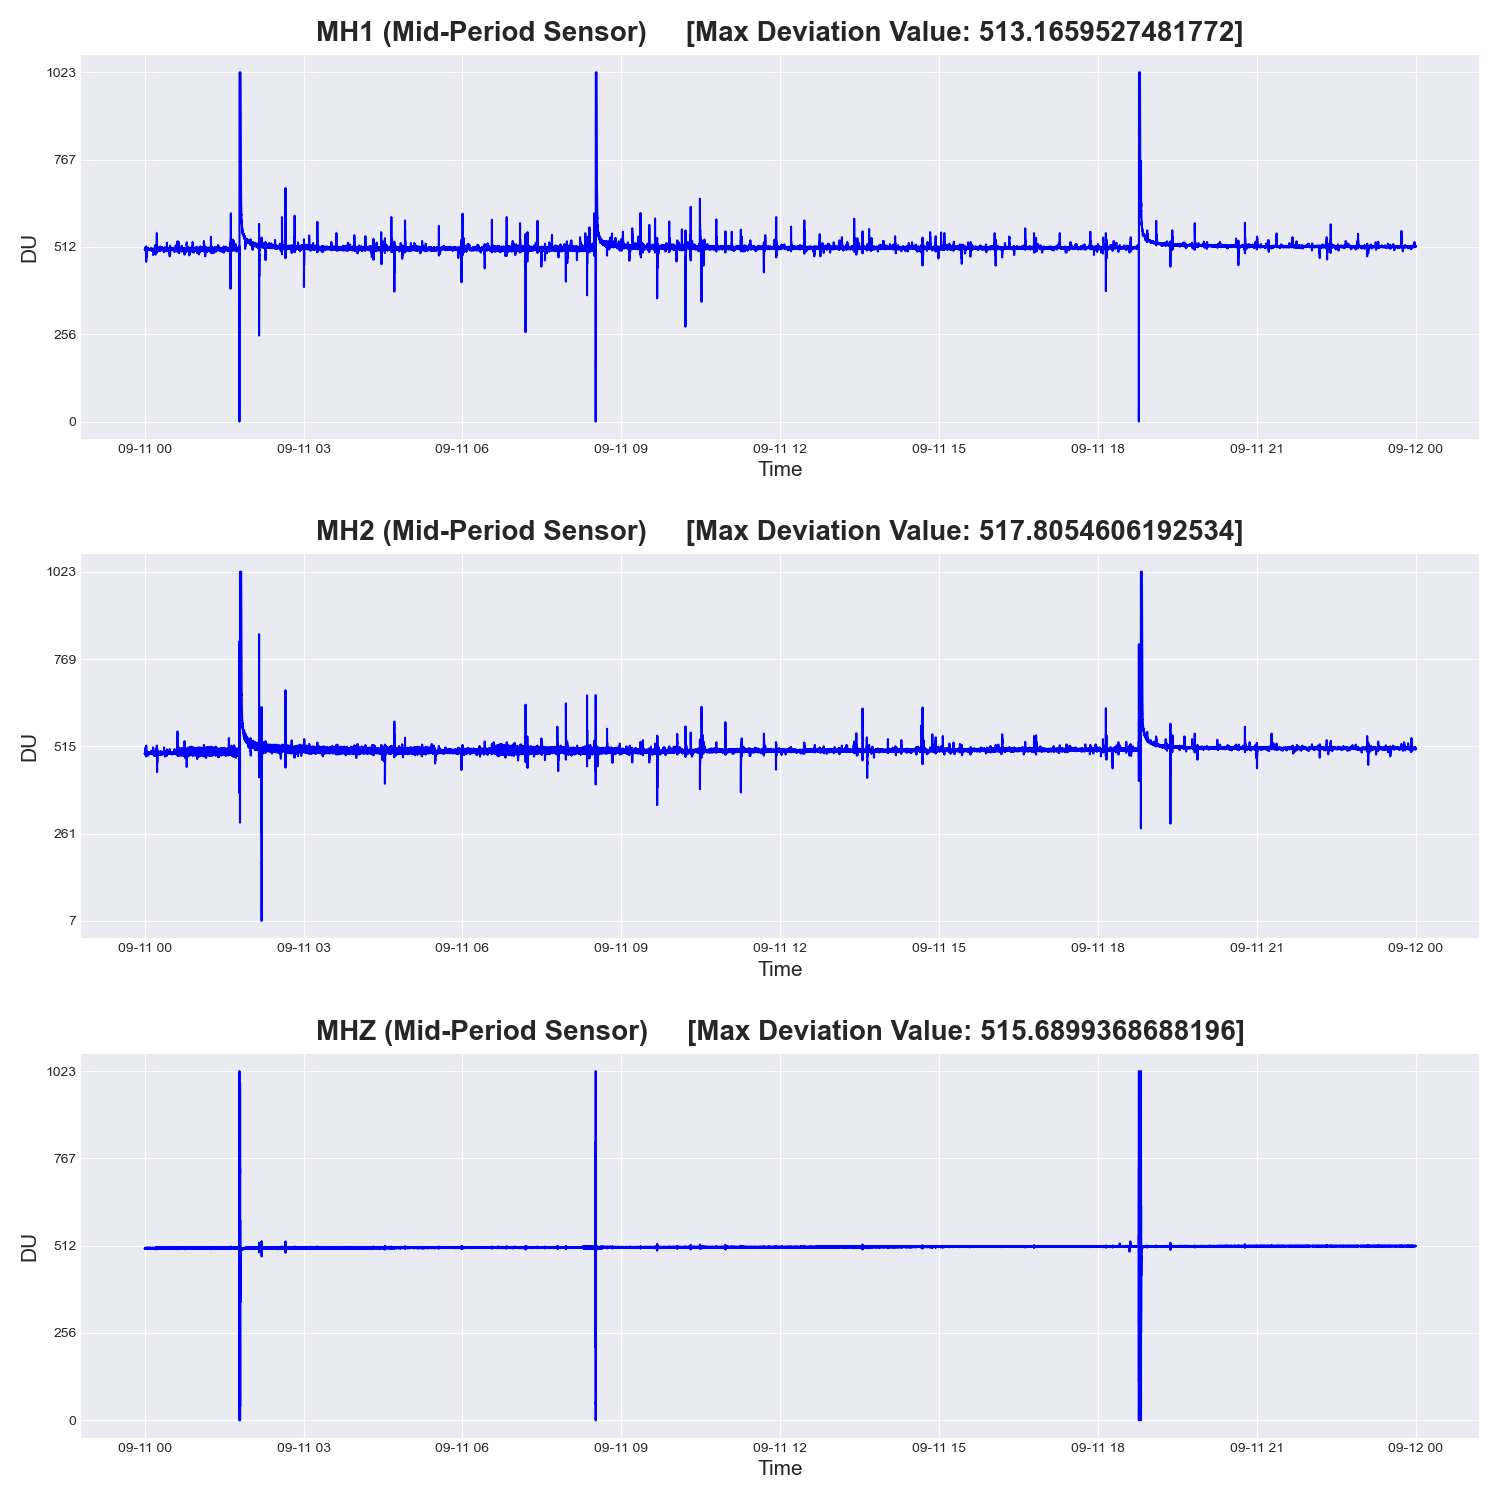 MH1 (Mid-Period Sensor) [Max Deviation Value: 513.1659527481772]
1023
767
512
256
0
DU
09-11 00 09-11 03 09-11 06 09-11 09 09-11 12 09-11 15 09-11 18 09-11 21 09-12 00
Time
MH2 (Mid-Period Sensor) [Max Deviation Value: 517.8054606192534]
1023
769
515
261
7
DU
09-11 00 09-11 03 09-11 06 09-11 09 09-11 12 09-11 15 09-11 18 09-11 21 09-12 00
Time
MHZ (Mid-Period Sensor) [Max Deviation Value: 515.6899368688196]
1023
767
512
256
0
DU
09-11 00 09-11 03 09-11 06 09-11 09 09-11 12 09-11 15 09-11 18 09-11 21 09-12 00
Time